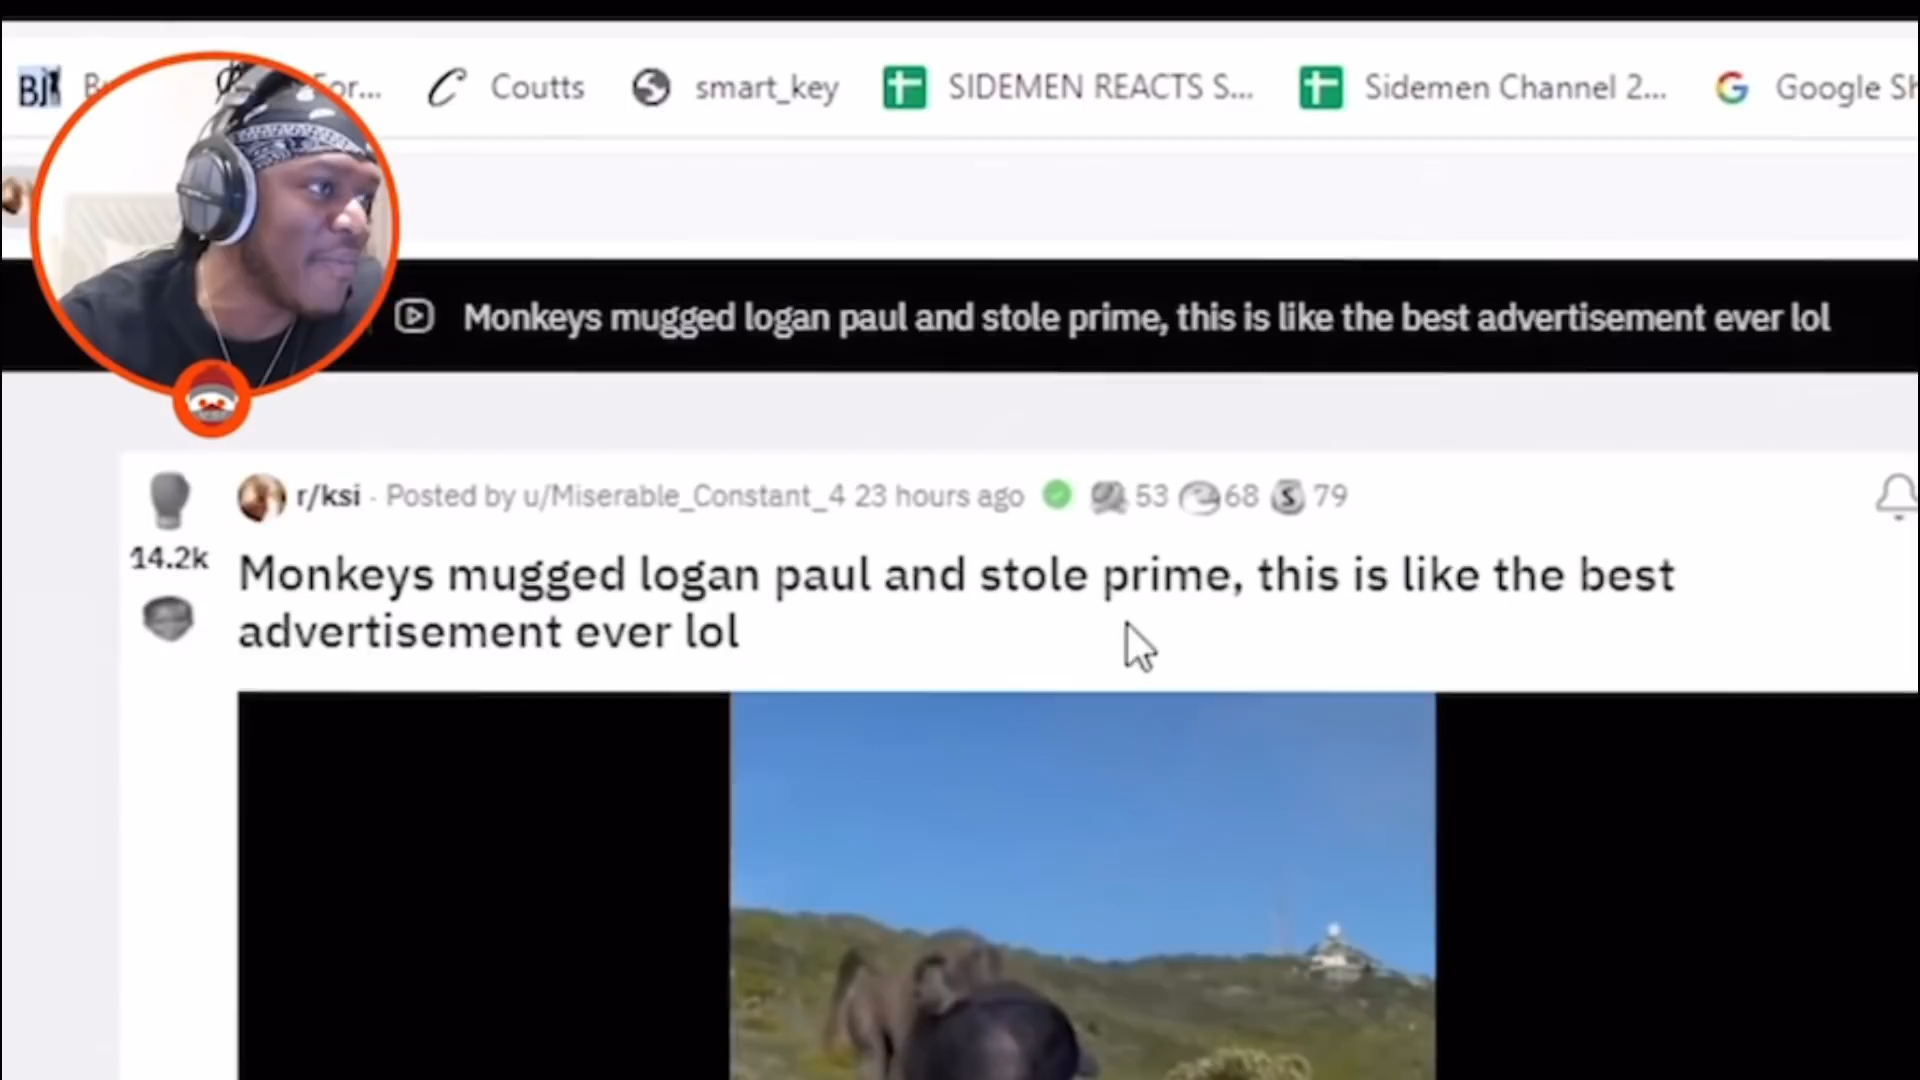 BJ
For... Coutts smart_key SIDEMEN REACTS S... Sidemen Channel 2... Google
Monkeys mugged logan paul and stole prime, this is like the best advertisement ever lol
r/ksi · Posted by u/Miserable_Constant_4 23 hours ago 53 68 79
14.2k
Monkeys mugged logan paul and stole prime, this is like the best
advertisement ever lol